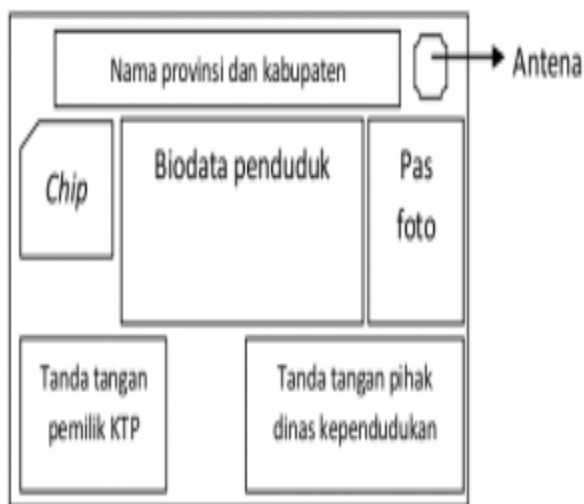 Nama provinsi dan kabupaten
Antena
Chip
Biodata penduduk
Pas
foto
Tanda tangan
pemilik KTP
Tanda tangan pihak
dinas kependudukan